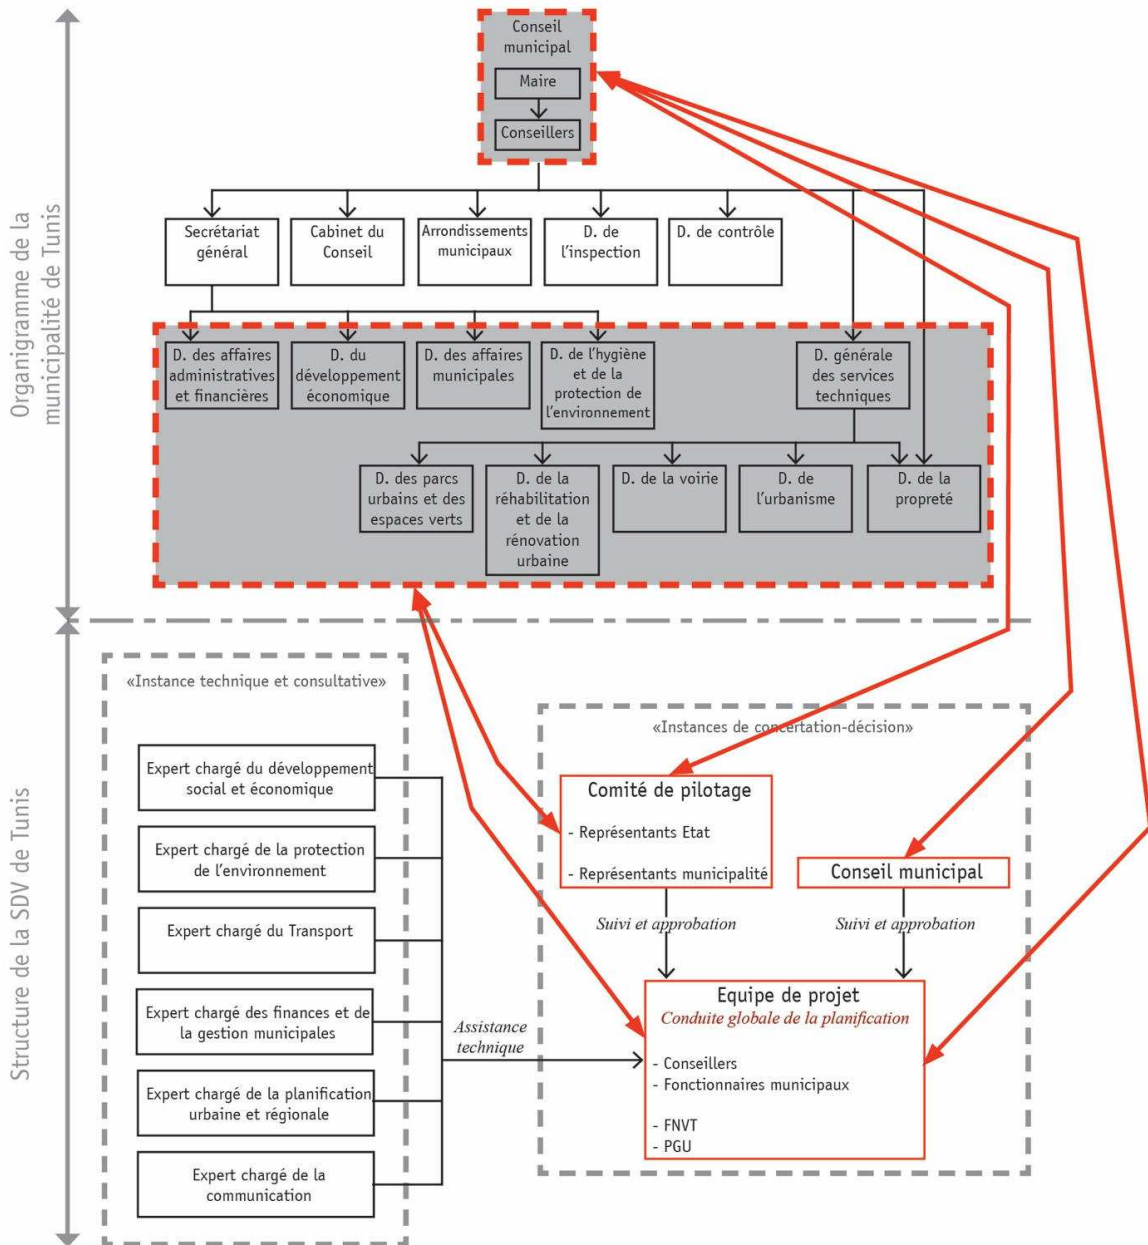 Organigramme de la
municipalité de Tunis
Conseil
municipal
Maire
Conseillers
Secrétariat
général
Cabinet du
Conseil
Arrondissements
municipaux
D. de
l'inspection
D. de contrôle
D. des affaires
administratives
et financières
D. du
développement
économique
D. des affaires
municipales
D. de l'hygiène
et de la
protection de
l'environnement
D. générale
des services
techniques
D. des parcs
urbains et des
espaces verts
D. de la
réhabilitation
et de la
rénovation
urbaine
D. de la voirie
D. de
l'urbanisme
D. de la
propreté
Structure de la SDV de Tunis
«Instance technique et consultative»
Expert chargé du développement
social et économique
Expert chargé de la protection
de l'environnement
Expert chargé du Transport
Expert chargé des finances et de
la gestion municipales
Expert chargé de la planification
urbaine et régionale
Expert chargé de la
communication
Assistance
technique
«Instances de concertation-décision»
Comité de pilotage
- Représentants Etat
- Représentants municipalité
Conseil municipal
Suivi et approbation
Suivi et approbation
Equipe de projet
Conduite globale de la planification
- Conseillers
- Fonctionnaires municipaux
- FNVT
- PGU